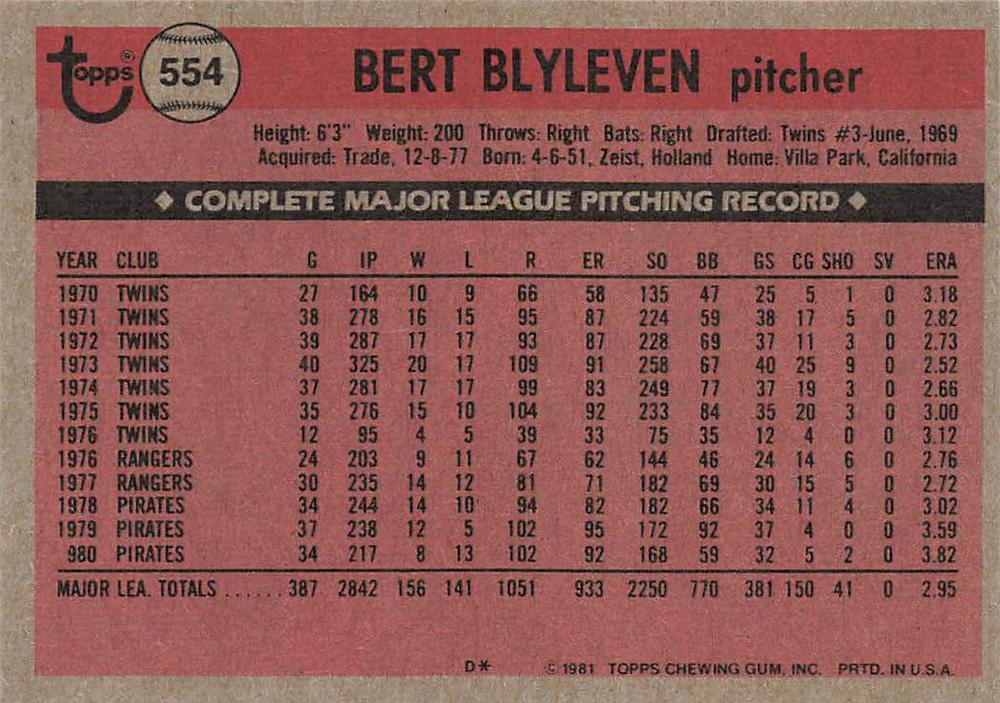 Topps® 554 BERT BLYLEVEN pitcher
Height: 6'3" Weight: 200 Throws: Right Bats: Right Drafted: Twins #3-June, 1969
Acquired: Trade, 12-8-77 Born: 4-6-51, Zeist, Holland Home: Villa Park, California
◆ COMPLETE MAJOR LEAGUE PITCHING RECORD ◆
YEAR CLUB G IP W L R ER SO BB GS CG SHO SV ERA
1970 TWINS 27 164 10 9 66 58 135 47 25 5 1 0 3.18
1971 TWINS 38 278 16 15 95 87 224 59 38 17 5 0 2.82
1972 TWINS 39 287 17 17 93 87 228 69 37 11 3 0 2.73
1973 TWINS 40 325 20 17 109 91 258 67 40 25 9 0 2.52
1974 TWINS 37 281 17 17 99 83 249 77 37 19 3 0 2.66
1975 TWINS 35 276 15 10 104 92 233 84 35 20 3 0 3.00
1976 TWINS 12 95 4 5 39 33 75 35 12 4 0 0 3.12
1976 RANGERS 24 203 9 11 67 62 144 46 24 14 6 0 2.76
1977 RANGERS 30 235 14 12 81 71 182 69 30 15 5 0 2.72
1978 PIRATES 34 244 14 10 94 82 182 66 34 11 4 0 3.02
1979 PIRATES 37 238 12 5 102 95 172 92 37 4 0 0 3.59
980 PIRATES 34 217 8 13 102 92 168 59 32 5 2 0 3.82
MAJOR LEA. TOTALS ...... 387 2842 156 141 1051 933 2250 770 381 150 41 0 2.95
D* © 1981 TOPPS CHEWING GUM, INC. PRTD. IN U.S.A.